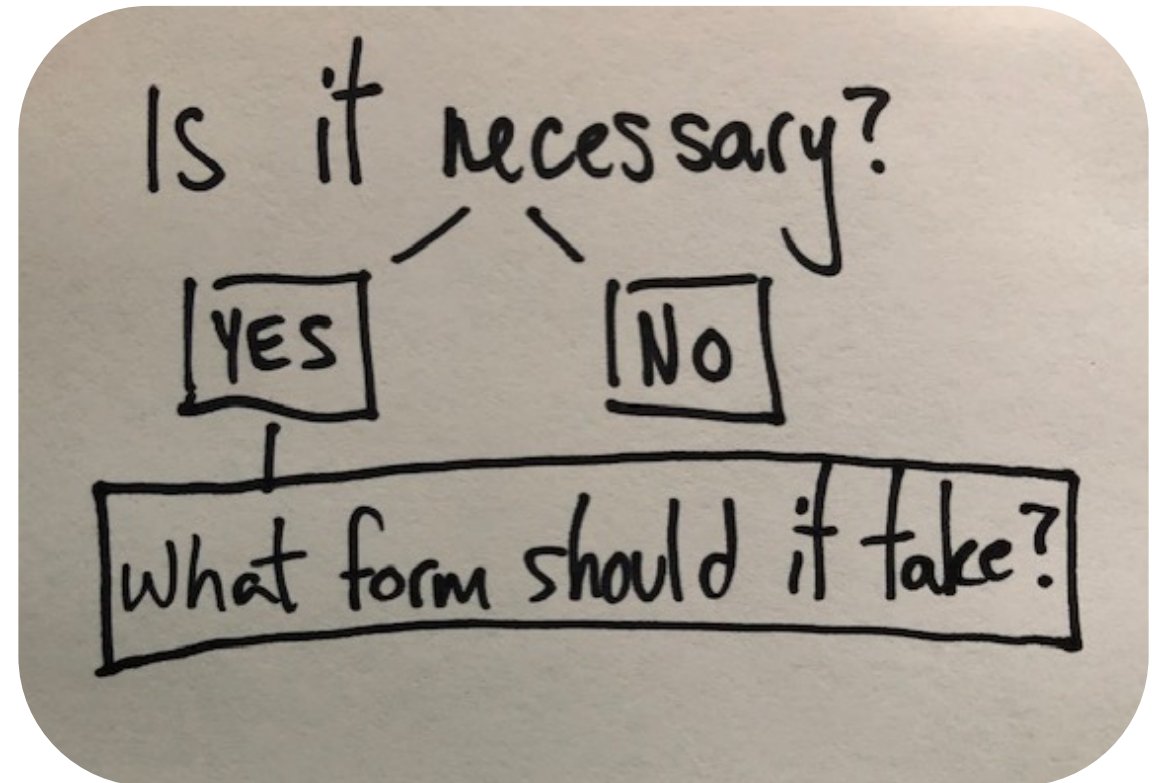 Is it necessary?
YES NO
What form should it take?